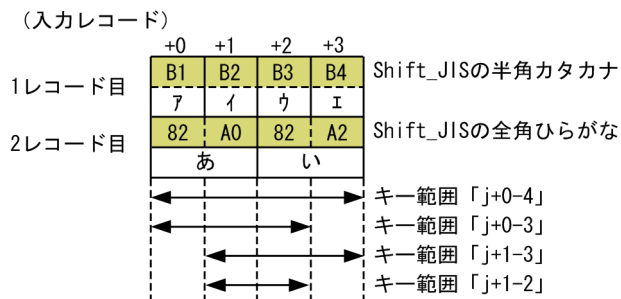 （入力レコード）
+0 +1 +2 +3
1レコード目 B1 B2 B3 B4 Shift_JISの半角カタカナ
ｱ ｲ ｳ ｴ
2レコード目 82 A0 82 A2 Shift_JISの全角ひらがな
あ い
キー範囲「j+0-4」
キー範囲「j+0-3」
キー範囲「j+1-3」
キー範囲「j+1-2」